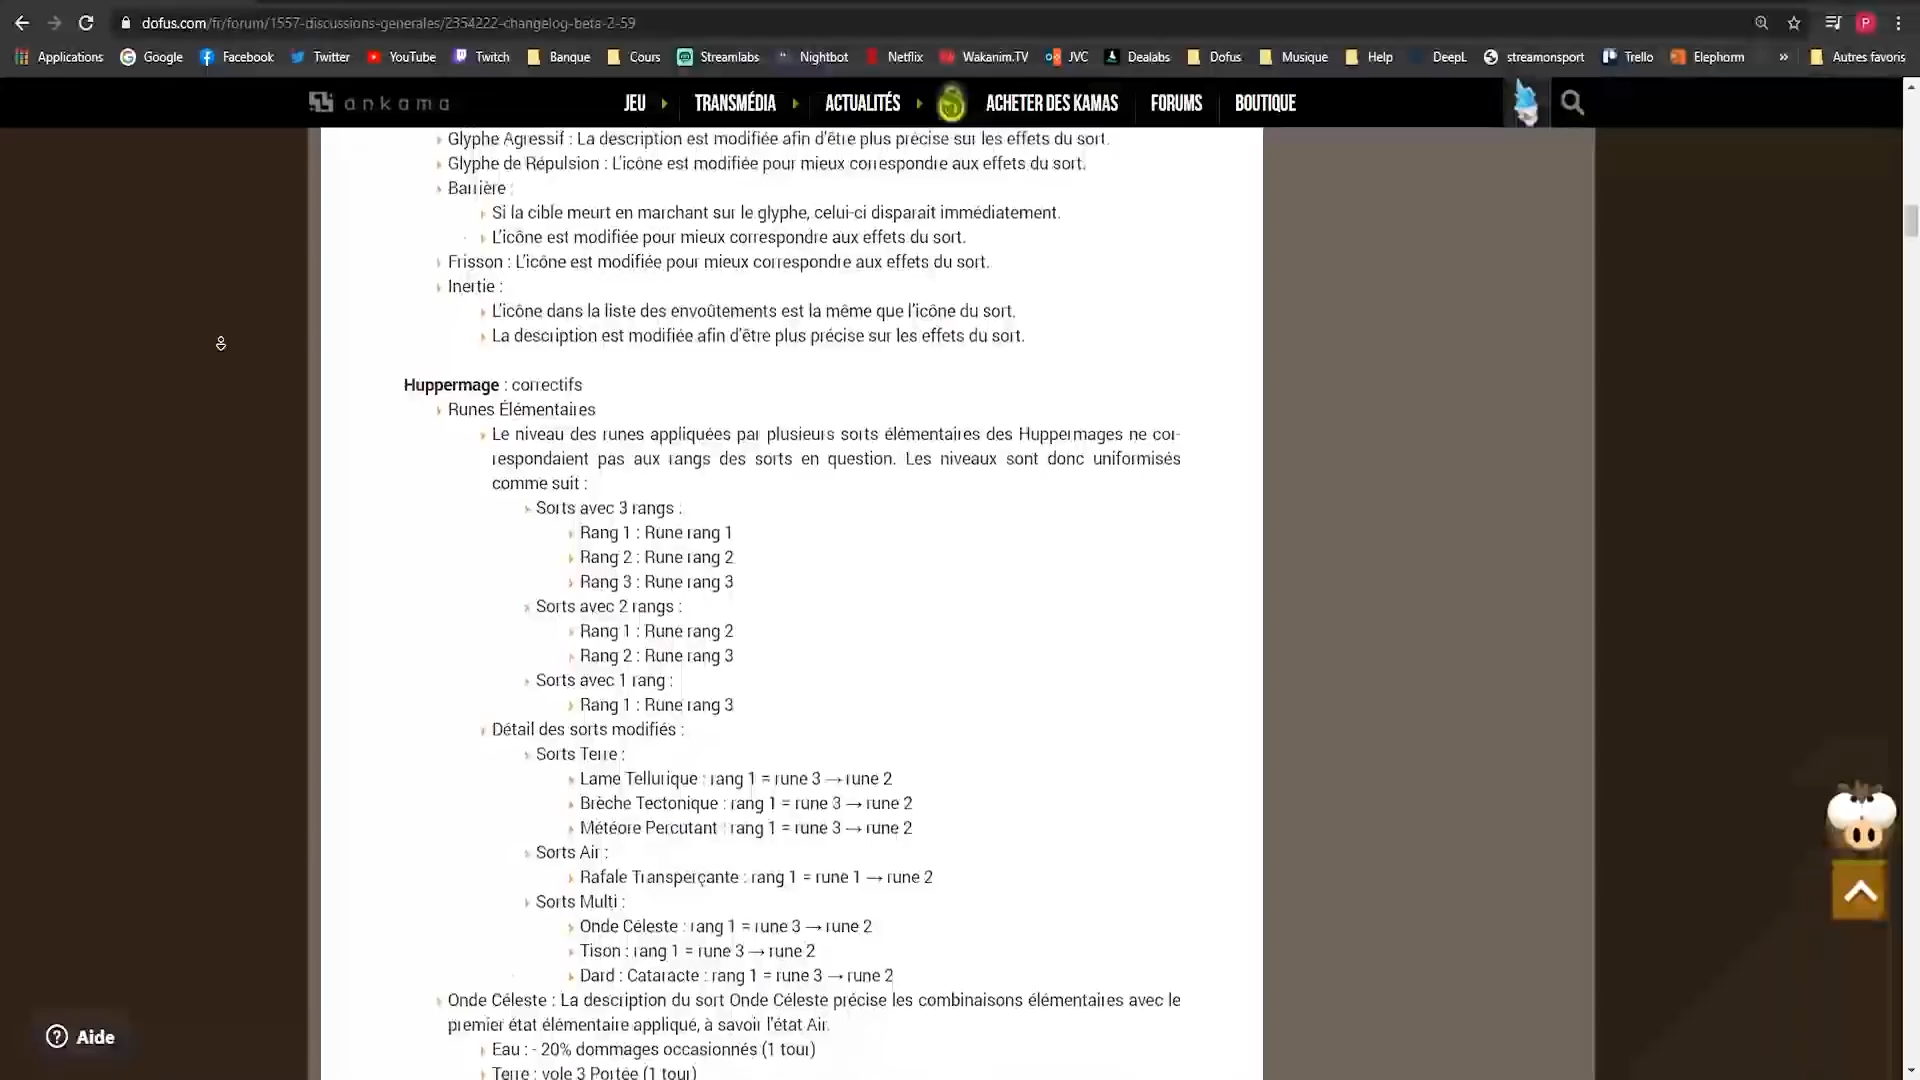 dofus.com/fr/forum/1557-discussions-generales/2354222-changelog-beta-2-59
P
Applications Google Facebook Twitter YouTube Twitch Banque Cours Streamlabs Nightbot Netflix Wakanim.TV JVC Dealabs Dofus Musique Help DeepL streamonsport Trello Elephorm » Autres favoris
ankama JEU TRANSMÉDIA ACTUALITÉS ACHETER DES KAMAS FORUMS BOUTIQUE
Glyphe Agressif : La description est modifiée afin d'être plus précise sur les effets du sort.
Glyphe de Répulsion : L'icône est modifiée pour mieux correspondre aux effets du sort.
Barrière :
Si la cible meurt en marchant sur le glyphe, celui-ci disparait immédiatement.
L'icône est modifiée pour mieux correspondre aux effets du sort.
Frisson : L'icône est modifiée pour mieux correspondre aux effets du sort.
Inertie :
L'icône dans la liste des envoûtements est la même que l'icône du sort.
La description est modifiée afin d'être plus précise sur les effets du sort.
Huppermage : correctifs
Runes Élémentaires
Le niveau des runes appliquées par plusieurs sorts élémentaires des Huppermages ne cor-
respondaient pas aux rangs des sorts en question. Les niveaux sont donc uniformisés
comme suit :
Sorts avec 3 rangs :
Rang 1 : Rune rang 1
Rang 2 : Rune rang 2
Rang 3 : Rune rang 3
Sorts avec 2 rangs :
Rang 1 : Rune rang 2
Rang 2 : Rune rang 3
Sorts avec 1 rang :
Rang 1 : Rune rang 3
Détail des sorts modifiés :
Sorts Terre :
Lame Tellurique : rang 1 = rune 3 → rune 2
Brèche Tectonique : rang 1 = rune 3 → rune 2
Météore Percutant : rang 1 = rune 3 → rune 2
Sorts Air :
Rafale Transperçante : rang 1 = rune 1 → rune 2
Sorts Multi :
Onde Céleste : rang 1 = rune 3 → rune 2
Tison : rang 1 = rune 3 → rune 2
Dard : Cataracte : rang 1 = rune 3 → rune 2
Onde Céleste : La description du sort Onde Céleste précise les combinaisons élémentaires avec le
premier état élémentaire appliqué, à savoir l'état Air.
Eau : - 20% dommages occasionnés (1 tour)
Terre : vole 3 Portée (1 tour)
Aide